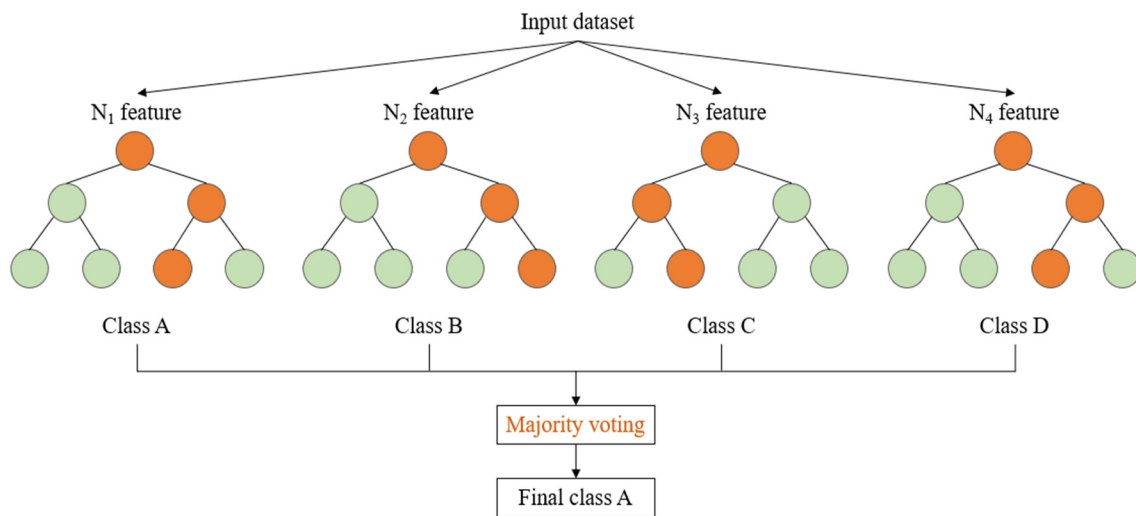 Input dataset
N₁ feature
N₂ feature
N₃ feature
N₄ feature
Class A
Class B
Class C
Class D
Majority voting
Final class A